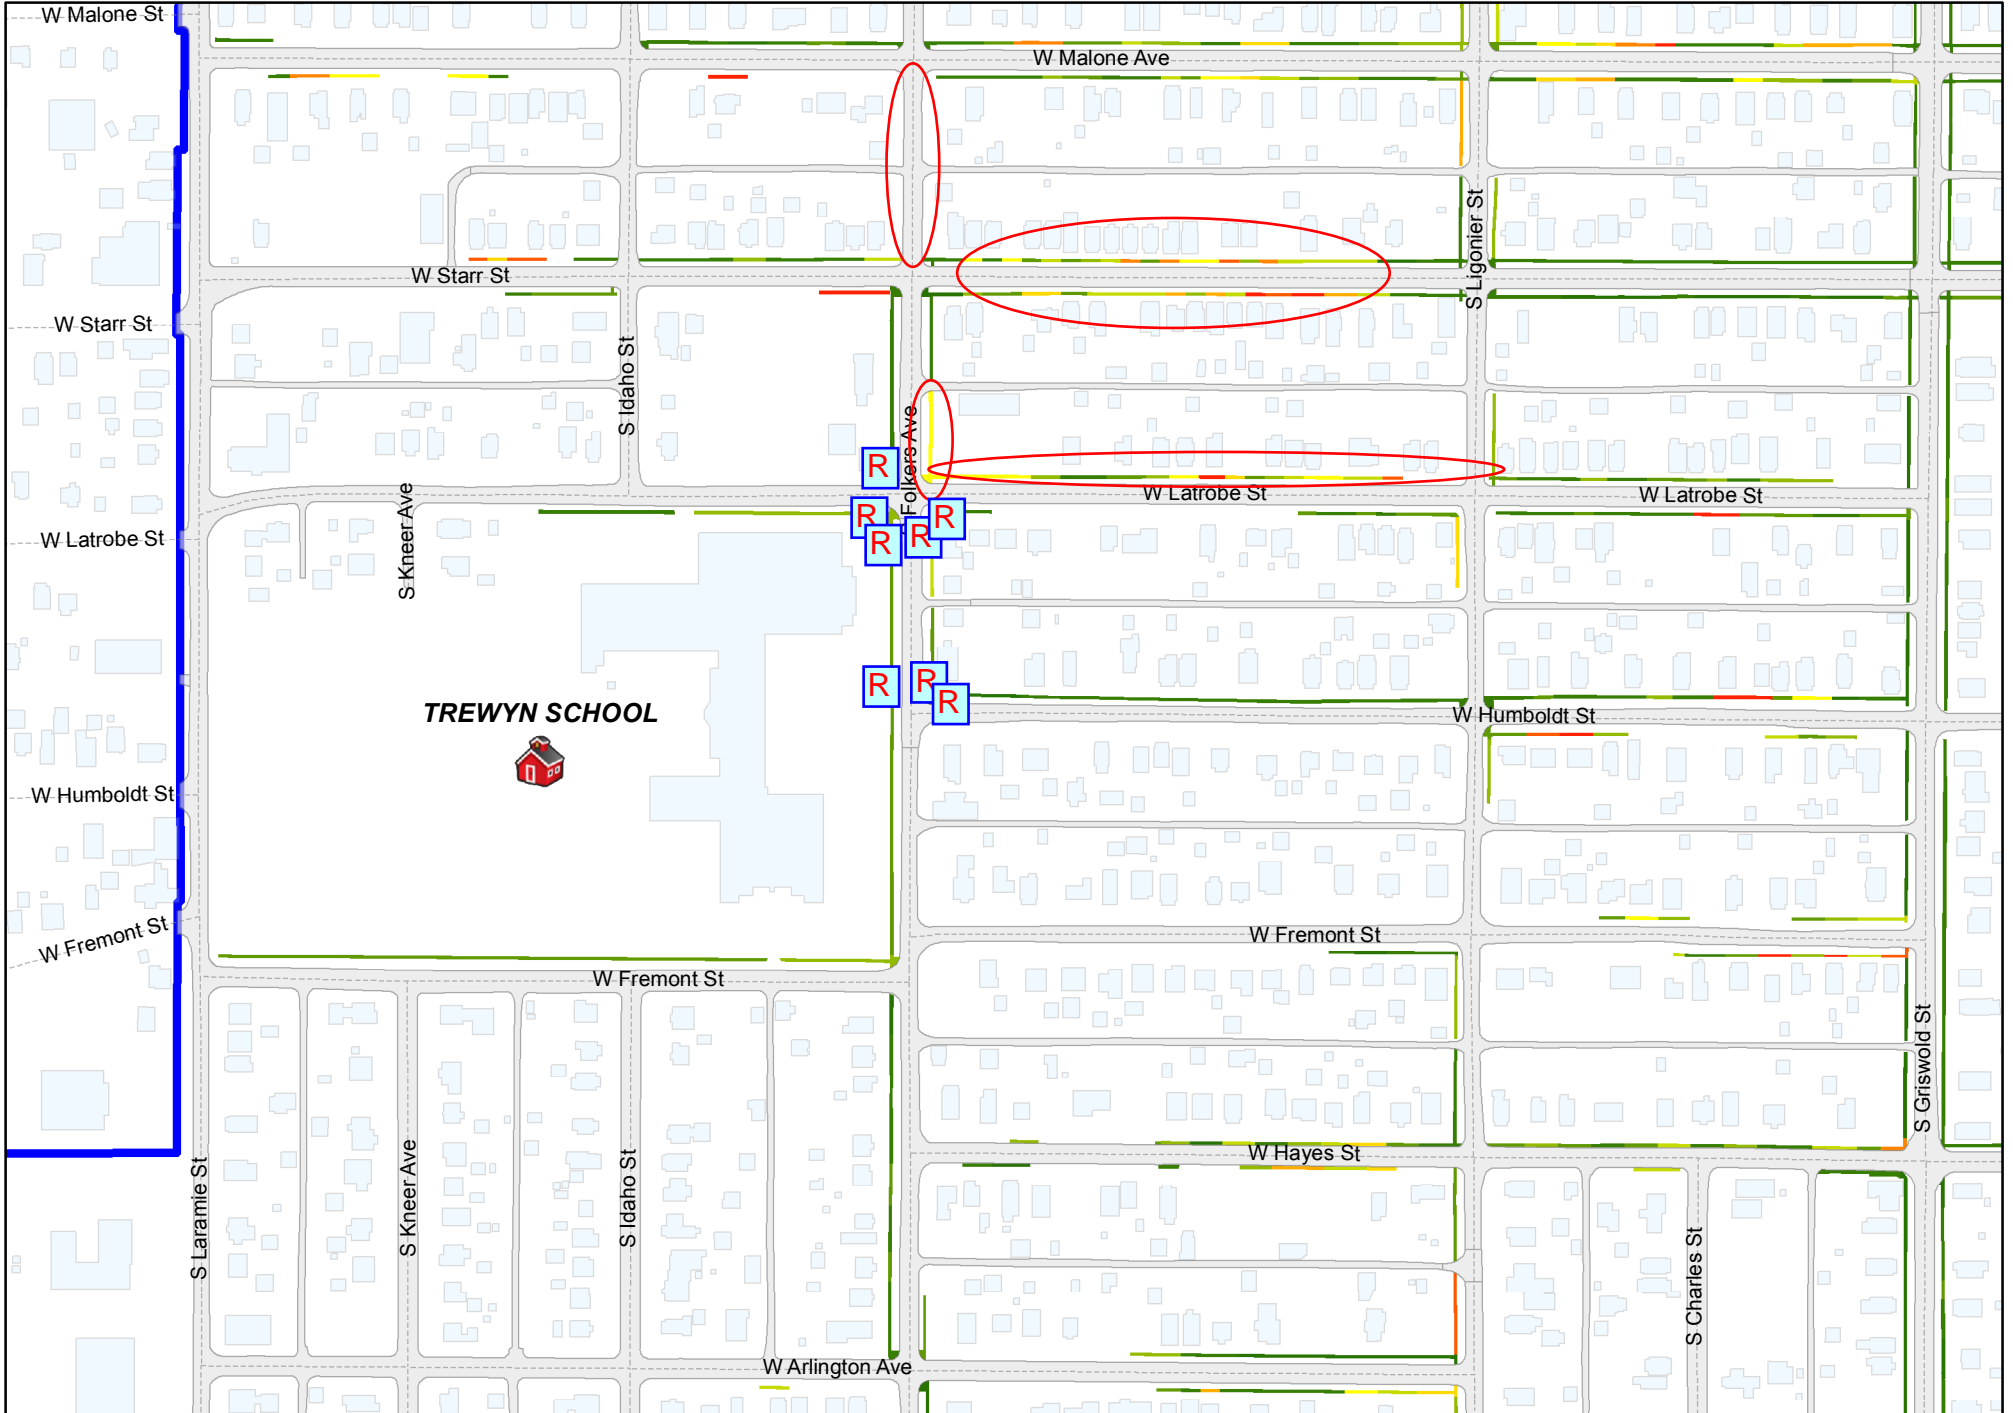 W Malone St
W Malone Ave
S Ligonier St
W Starr St
W Starr St
S Idaho St
Folkers Ave
R
W Latrobe St
W Latrobe St
S Kneer Ave
R
R
R
R
W Latrobe St
R
R
R
TREWYN SCHOOL
W Humboldt St
W Humboldt St
W Fremont St
W Fremont St
W Fremont St
S Griswold St
W Hayes St
S Laramie St
S Kneer Ave
S Idaho St
S Charles St
W Arlington Ave